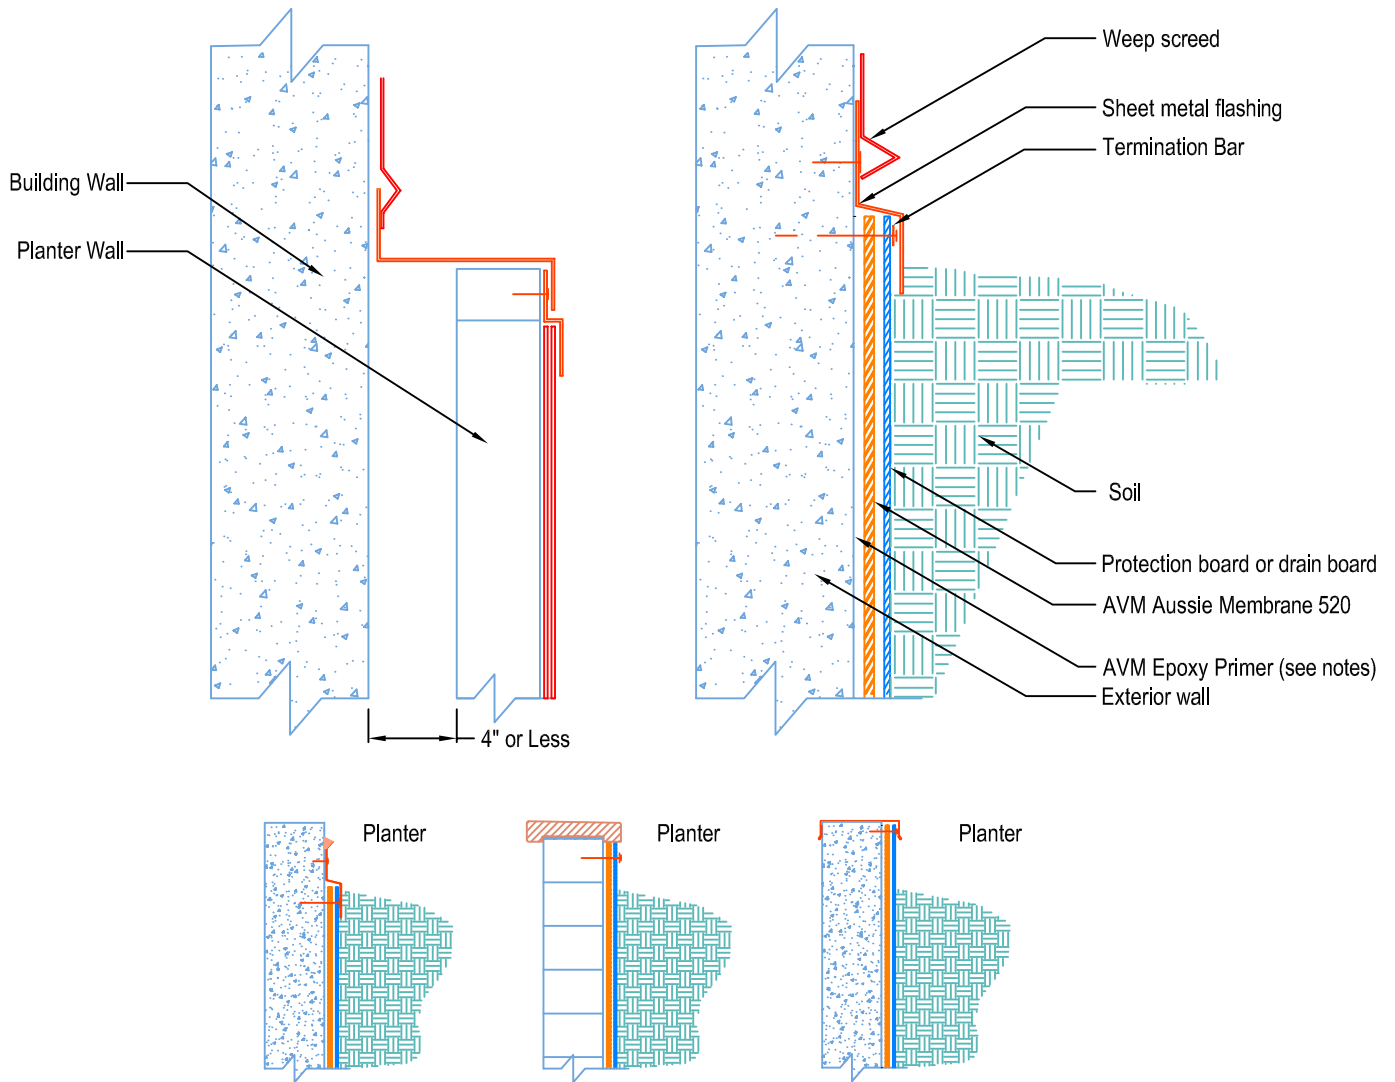 Building Wall
Planter Wall
4" or Less
Weep screed
Sheet metal flashing
Termination Bar
Soil
Protection board or drain board
AVM Aussie Membrane 520
AVM Epoxy Primer (see notes)
Exterior wall
Planter
Planter
Planter